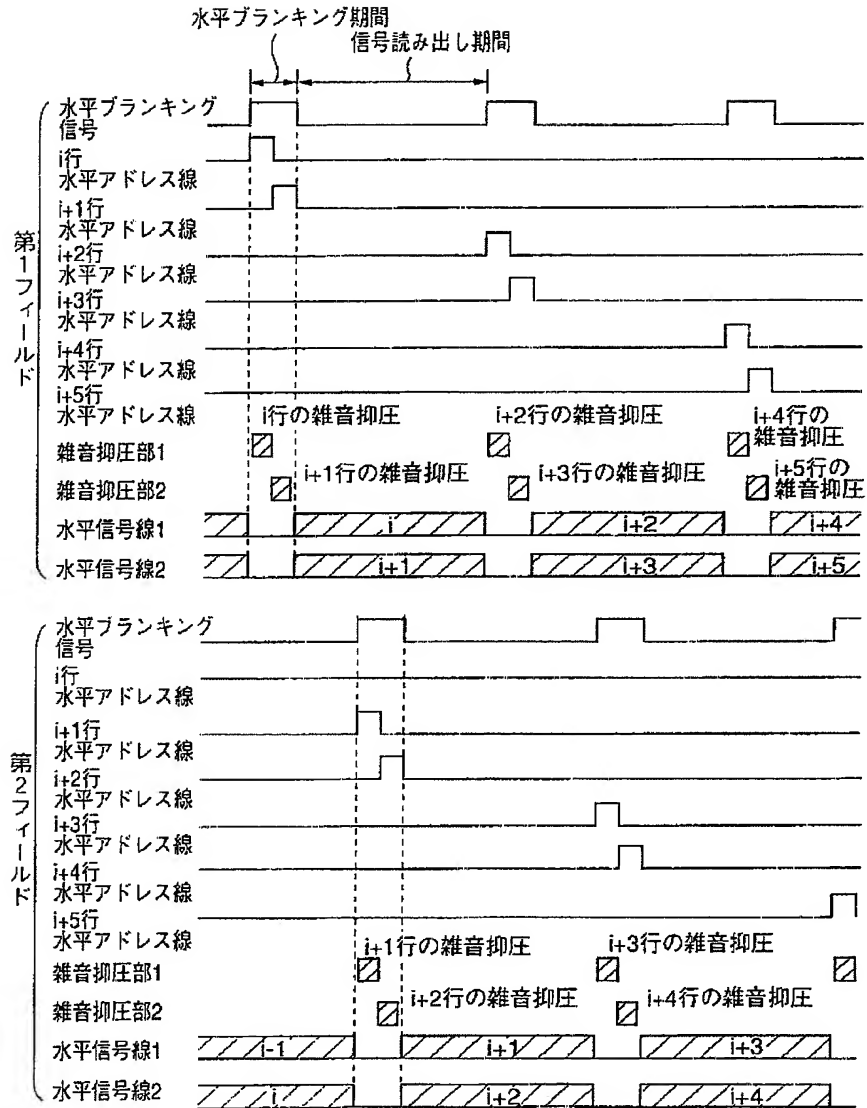 水平ブランキング期間
信号読み出し期間
第1フィールド
水平ブランキング
信号
i行
水平アドレス線
i+1行
水平アドレス線
i+2行
水平アドレス線
i+3行
水平アドレス線
i+4行
水平アドレス線
i+5行
水平アドレス線
i行の雑音抑圧
i+2行の雑音抑圧
i+4行の
雑音抑圧
雑音抑圧部1
i+1行の雑音抑圧
i+3行の雑音抑圧
i+5行の
雑音抑圧
雑音抑圧部2
水平信号線1
i
i+2
i+4
水平信号線2
i+1
i+3
i+5
第2フィールド
水平ブランキング
信号
i行
水平アドレス線
i+1行
水平アドレス線
i+2行
水平アドレス線
i+3行
水平アドレス線
i+4行
水平アドレス線
i+5行
水平アドレス線
i+1行の雑音抑圧
i+3行の雑音抑圧
雑音抑圧部1
i+2行の雑音抑圧
i+4行の雑音抑圧
雑音抑圧部2
水平信号線1
i-1
i+1
i+3
水平信号線2
i
i+2
i+4